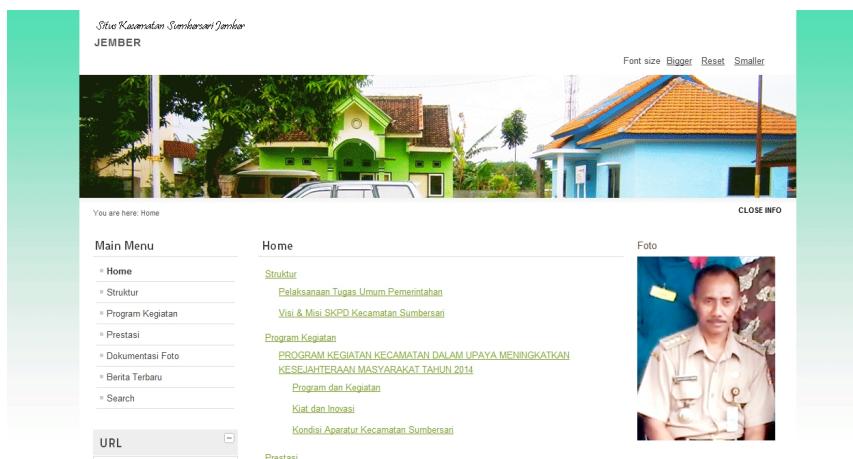 Situs Kecamatan Sumbersari Jember
JEMBER
Font size Bigger Reset Smaller
You are here: Home
CLOSE INFO
Main Menu
Home
Struktur
Program Kegiatan
Prestasi
Dokumentasi Foto
Berita Terbaru
Search
URL
Home
Struktur
Pelaksanaan Tugas Umum Pemerintahan
Visi & Misi SKPD Kecamatan Sumbersari
Program Kegiatan
PROGRAM KEGIATAN KECAMATAN DALAM UPAYA MENINGKATKAN
KESEJAHTERAAN MASYARAKAT TAHUN 2014
Program dan Kegiatan
Kiat dan Inovasi
Kondisi Aparatur Kecamatan Sumbersari
Prestasi
Foto